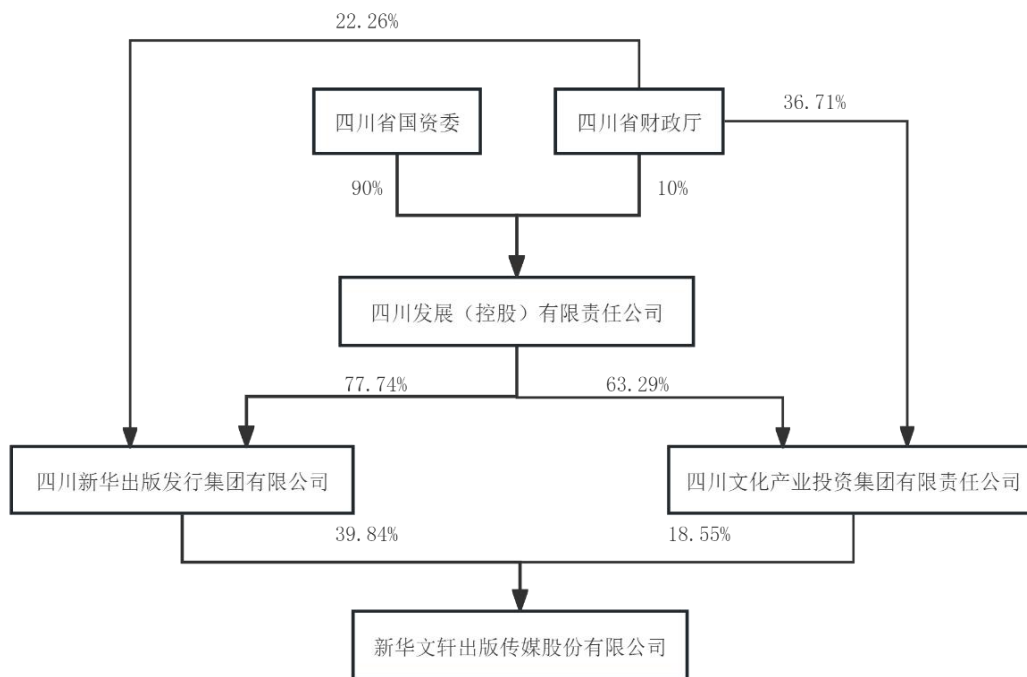 22.26%
四川省国资委
四川省财政厅
36.71%
90%
10%
四川发展（控股）有限责任公司
77.74%
63.29%
四川新华出版发行集团有限公司
四川文化产业投资集团有限责任公司
39.84%
18.55%
新华文轩出版传媒股份有限公司